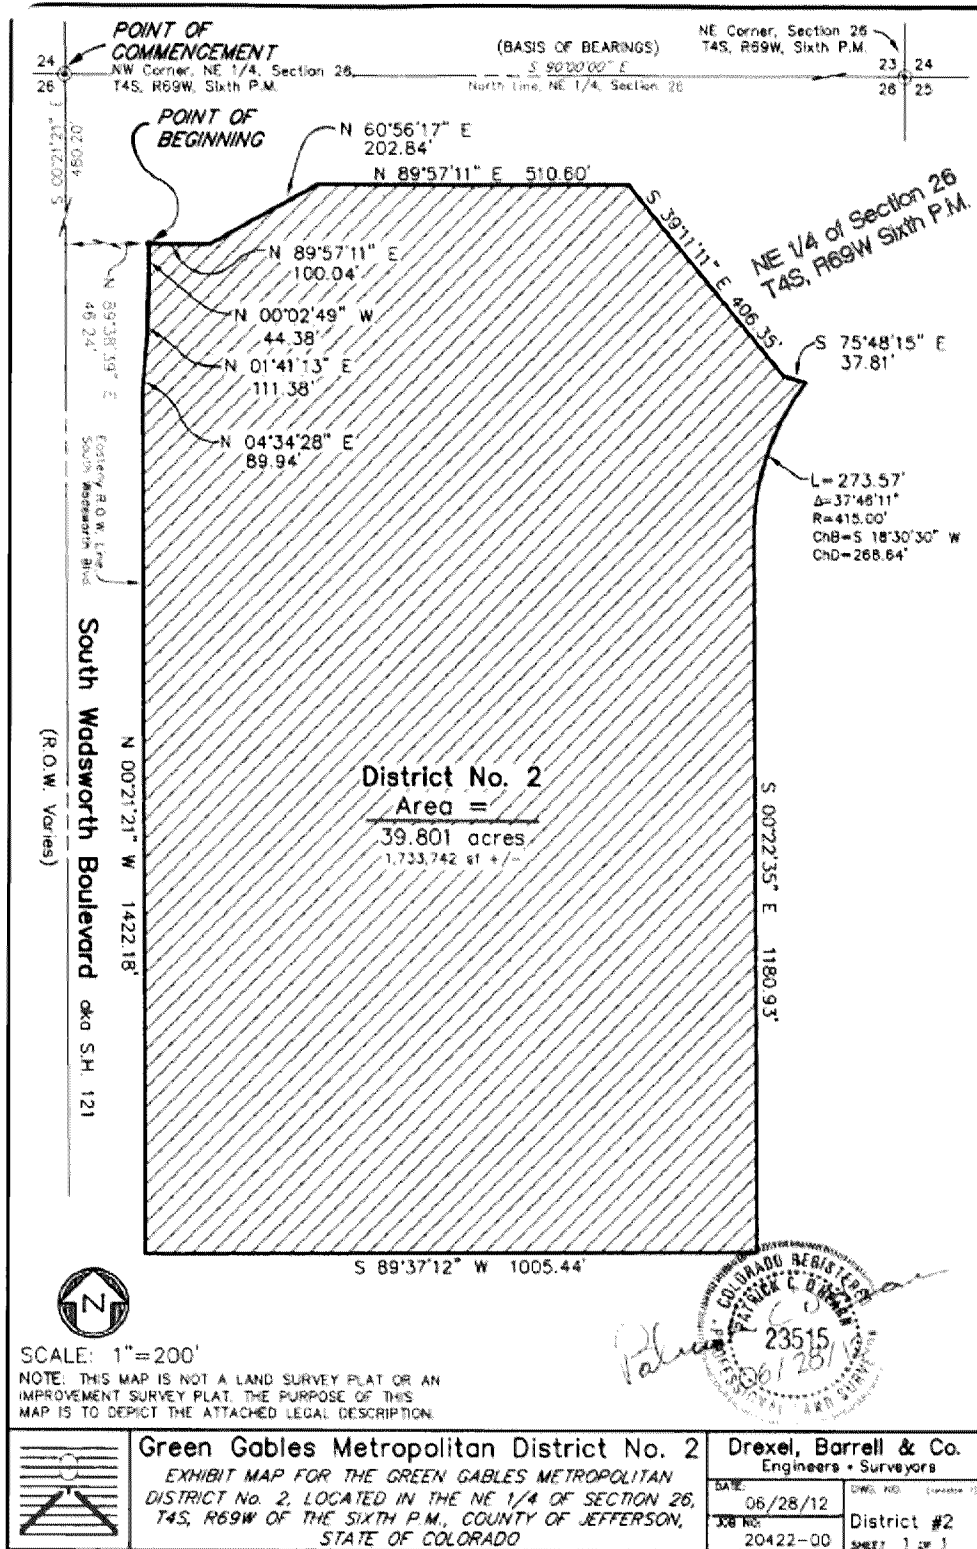 POINT OF
COMMENCEMENT
NW Corner, NE 1/4, Section 26,
T4S, R69W, Sixth P.M.
24
26
(BASIS OF BEARINGS)
S 90°00'00" E
North Line, NE 1/4, Section 26
NE Corner, Section 26
T4S, R69W, Sixth P.M.
23 24
26 25
S 00°21'21" E
480.20'
POINT OF
BEGINNING
N 60°56'17" E
202.84'
N 89°57'11" E 510.60'
S 39°11'11" E 406.35'
NE 1/4 of Section 26
T4S, R69W Sixth P.M.
N 89°57'11" E
100.04'
N 89°38'39" E
46.24'
N 00°02'49" W
44.38'
N 01°41'13" E
111.38'
N 04°34'28" E
89.94'
S 75°48'15" E
37.81'
L=273.57'
Δ=37°46'11"
R=415.00'
ChB=S 18°30'30" W
ChD=268.64'
Easterly R.O.W. Line
South Wadsworth Blvd.
South Wadsworth Boulevard aka S.H. 121
(R.O.W. Varies)
N 00°21'21" W 1422.18'
District No. 2
Area =
39.801 acres
1,733,742 sf +/-
S 00°22'35" E 1180.93'
S 89°37'12" W 1005.44'
N
SCALE: 1"=200'
NOTE: THIS MAP IS NOT A LAND SURVEY PLAT OR AN
IMPROVEMENT SURVEY PLAT. THE PURPOSE OF THIS
MAP IS TO DEPICT THE ATTACHED LEGAL DESCRIPTION.
COLORADO REGISTERED
PATRICK C.
23515
06/28/
PROFESSIONAL LAND
Green Gables Metropolitan District No. 2
EXHIBIT MAP FOR THE GREEN GABLES METROPOLITAN
DISTRICT No. 2, LOCATED IN THE NE 1/4 OF SECTION 26,
T4S, R69W OF THE SIXTH P.M., COUNTY OF JEFFERSON,
STATE OF COLORADO
Drexel, Barrell & Co.
Engineers • Surveyors
DATE:
06/28/12
DWG. NO.
JOB NO.
20422-00
District #2
SHEET 1 OF 1